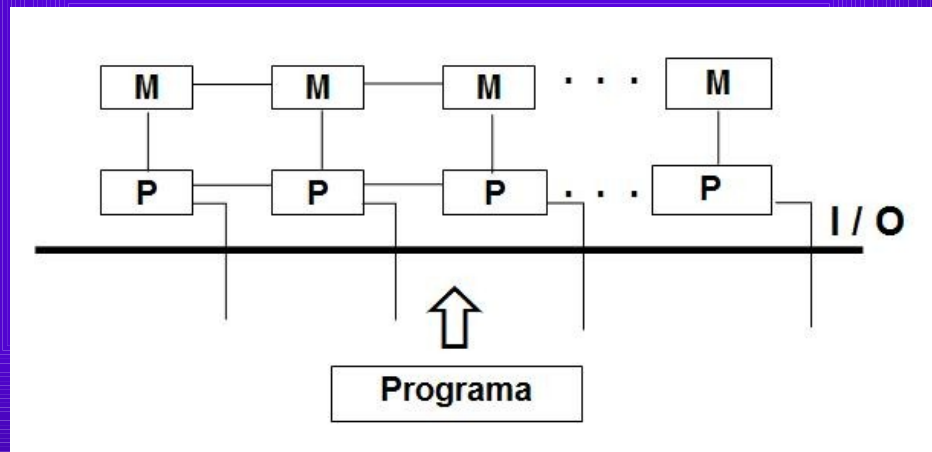 M M M . . . M
P P P . . . P
I / O
Programa